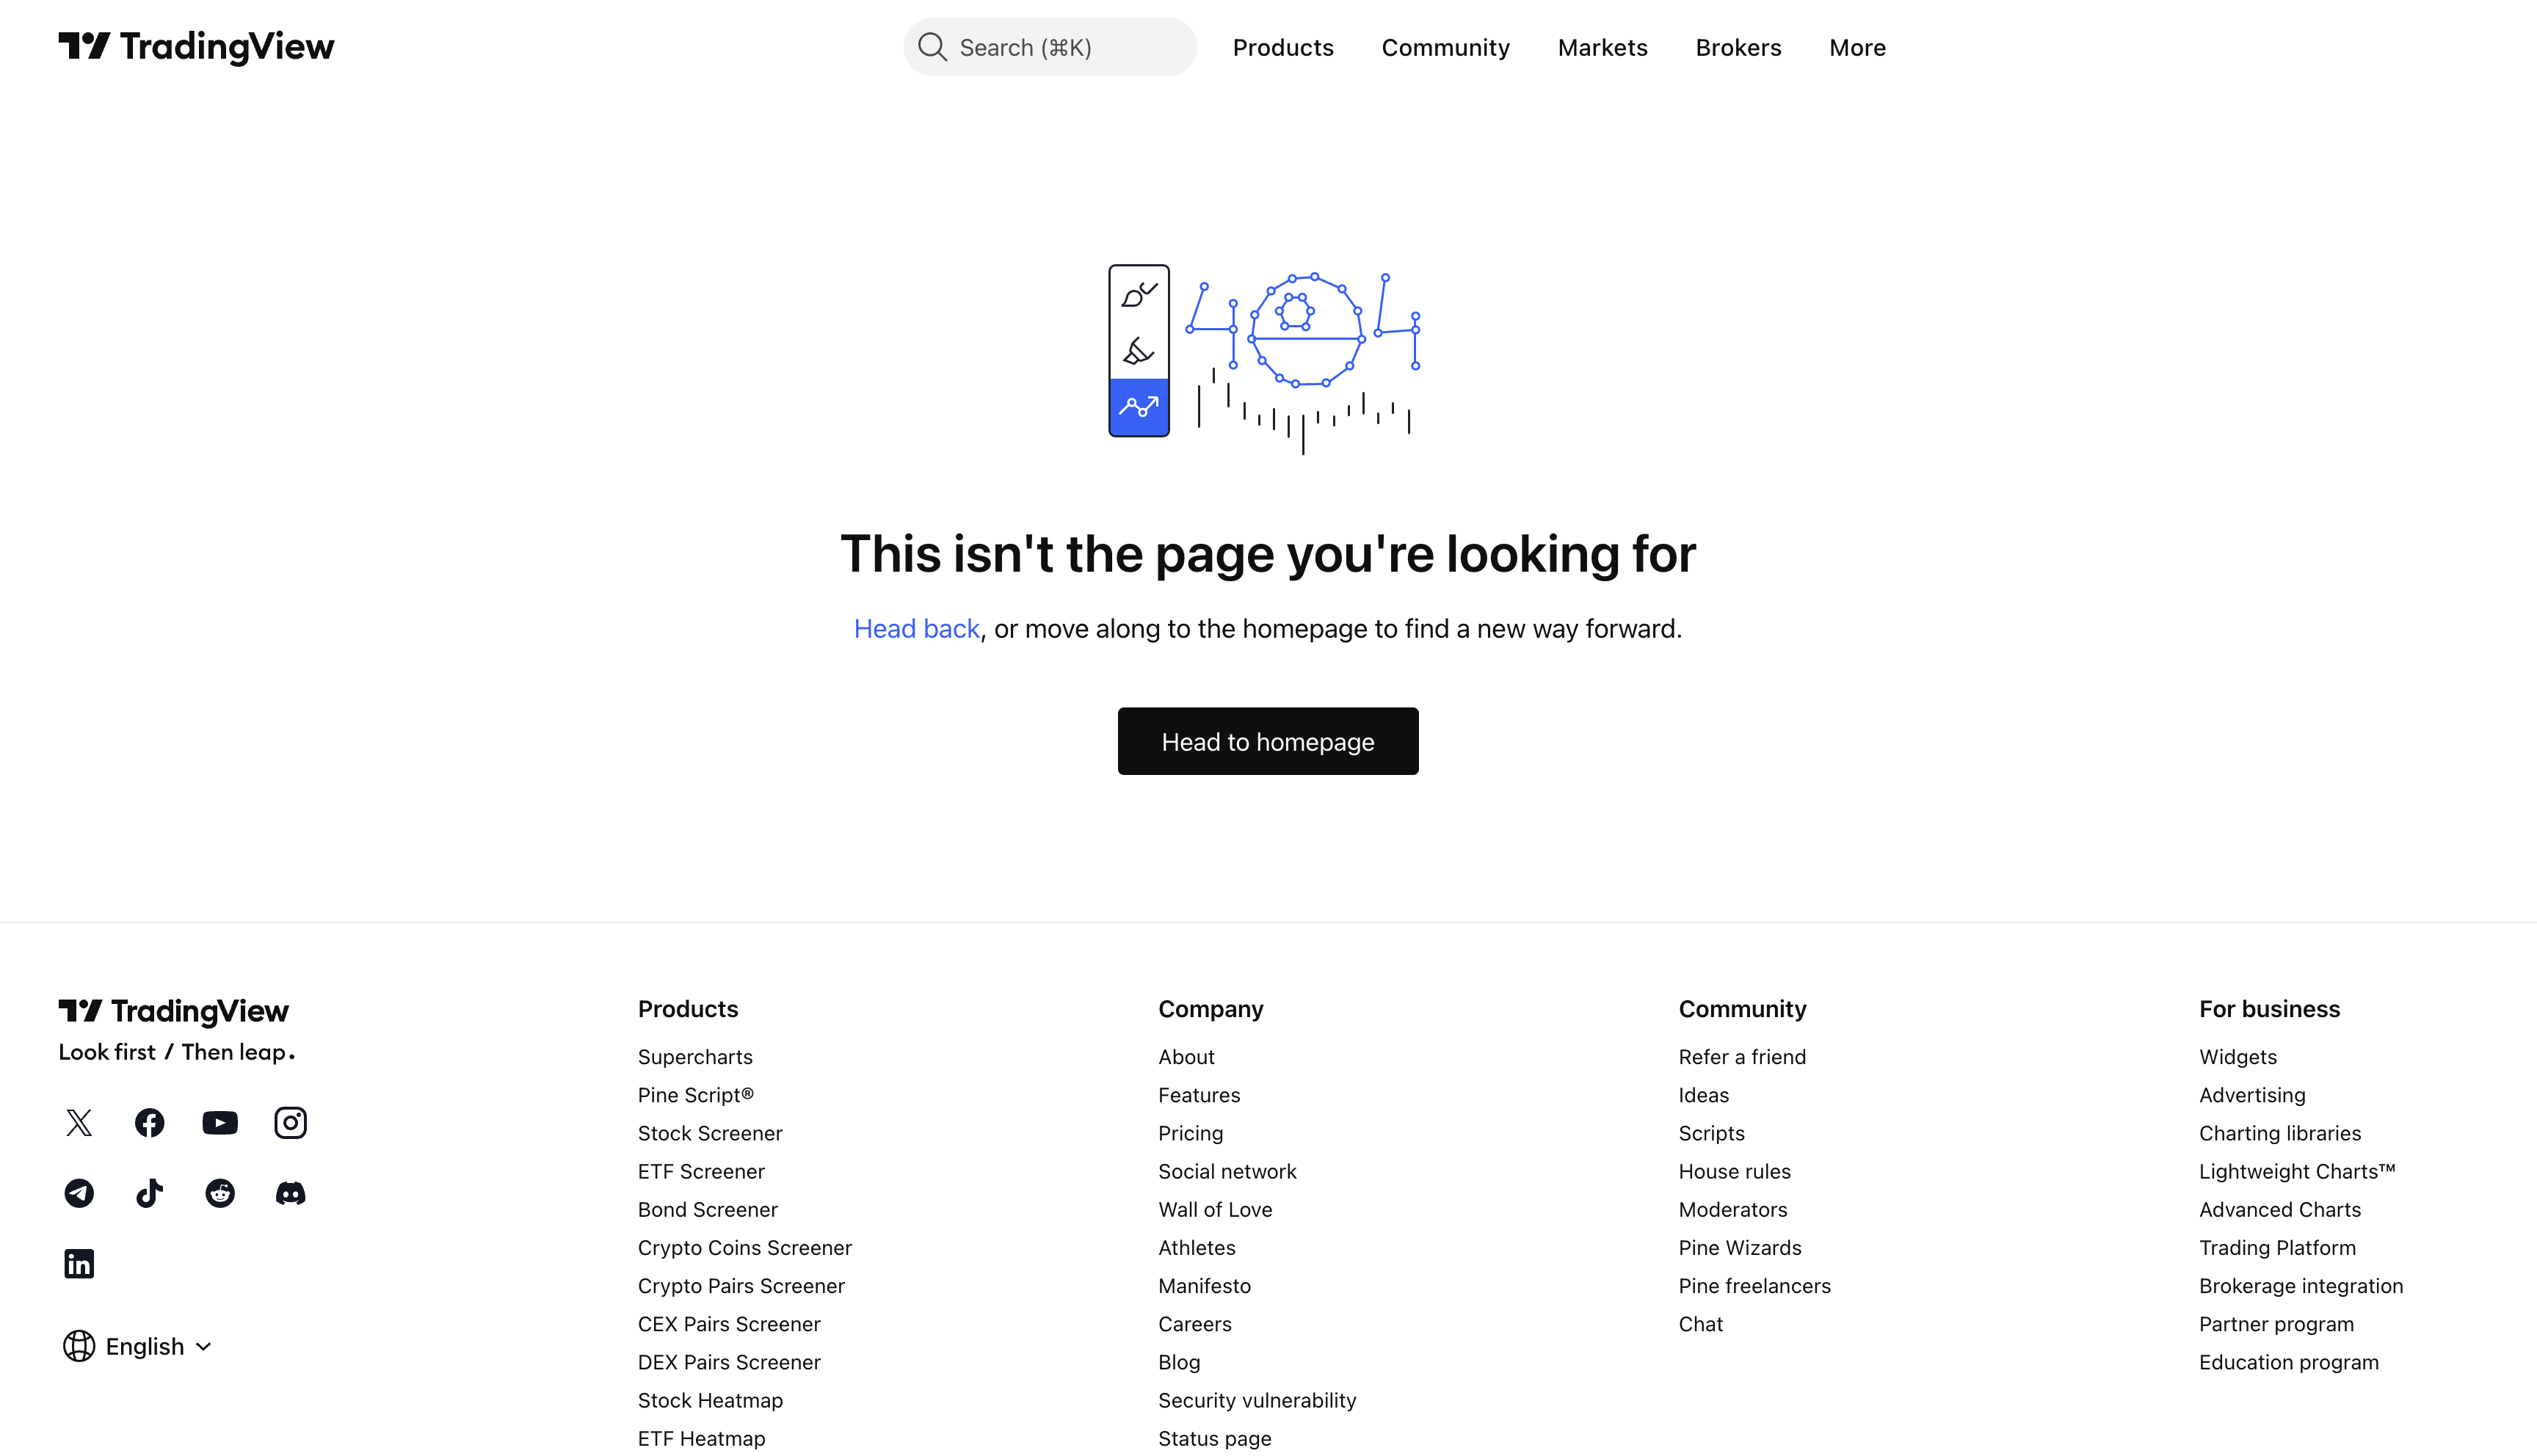 TradingView
Search (⌘K)
Products
Community
Markets
Brokers
More
404
This isn't the page you're looking for
Head back, or move along to the homepage to find a new way forward.
Head to homepage
TradingView
Look first / Then leap.
English
Products
Supercharts
Pine Script®
Stock Screener
ETF Screener
Bond Screener
Crypto Coins Screener
Crypto Pairs Screener
CEX Pairs Screener
DEX Pairs Screener
Stock Heatmap
ETF Heatmap
Company
About
Features
Pricing
Social network
Wall of Love
Athletes
Manifesto
Careers
Blog
Security vulnerability
Status page
Community
Refer a friend
Ideas
Scripts
House rules
Moderators
Pine Wizards
Pine freelancers
Chat
For business
Widgets
Advertising
Charting libraries
Lightweight Charts™
Advanced Charts
Trading Platform
Brokerage integration
Partner program
Education program